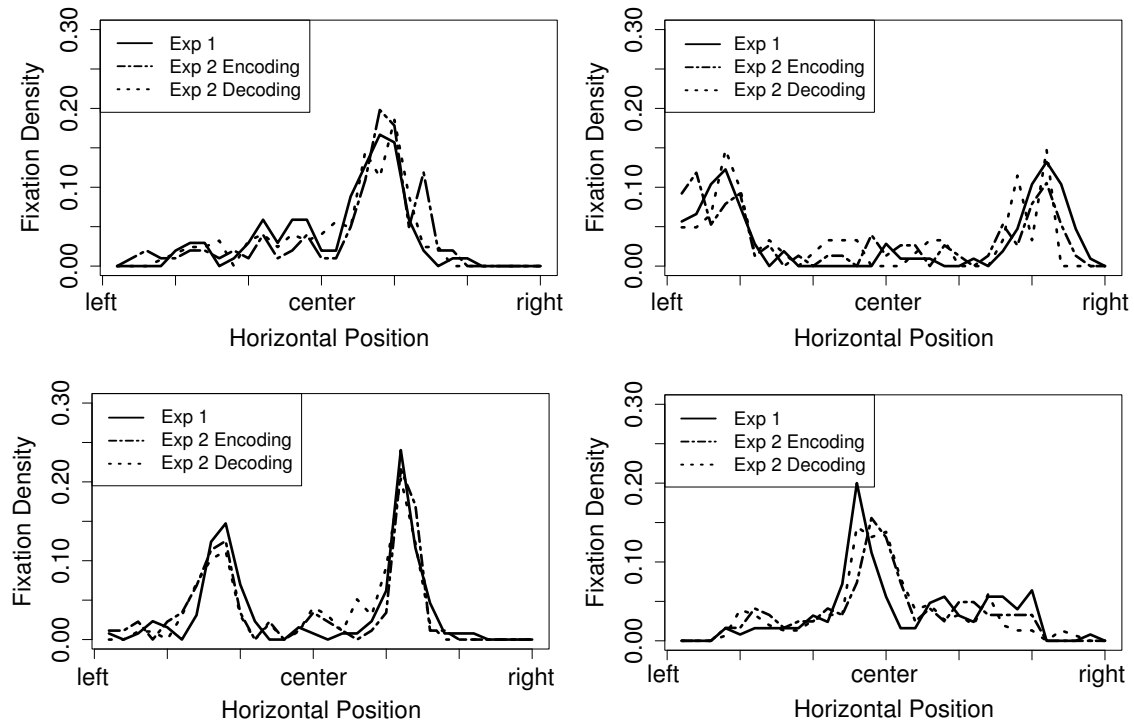 0.30
0.20
0.10
0.00
Fixation Density
Exp 1
Exp 2 Encoding
Exp 2 Decoding
left center right
Horizontal Position
0.30
0.20
0.10
0.00
Fixation Density
Exp 1
Exp 2 Encoding
Exp 2 Decoding
left center right
Horizontal Position
0.30
0.20
0.10
0.00
Fixation Density
Exp 1
Exp 2 Encoding
Exp 2 Decoding
left center right
Horizontal Position
0.30
0.20
0.10
0.00
Fixation Density
Exp 1
Exp 2 Encoding
Exp 2 Decoding
left center right
Horizontal Position